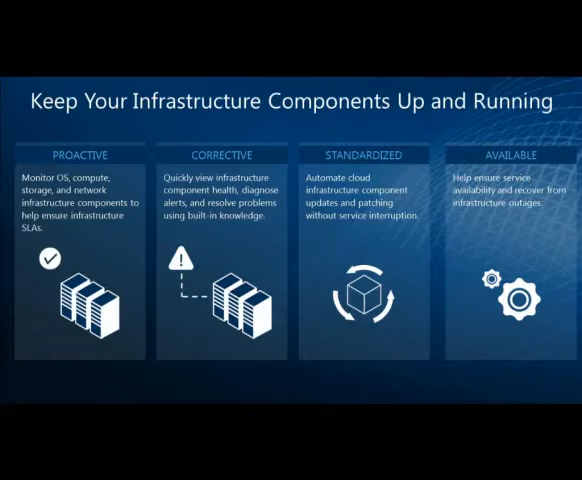 Keep Your Infrastructure Components Up and Running
PROACTIVE
Monitor OS, compute,
storage, and network
infrastructure components to
help ensure infrastructure
SLAs.
CORRECTIVE
Quickly view infrastructure
component health, diagnose
alerts, and resolve problems
using built-in knowledge.
STANDARDIZED
Automate cloud
infrastructure component
updates and patching
without service interruption.
AVAILABLE
Help ensure service
availability and recover from
infrastructure outages.